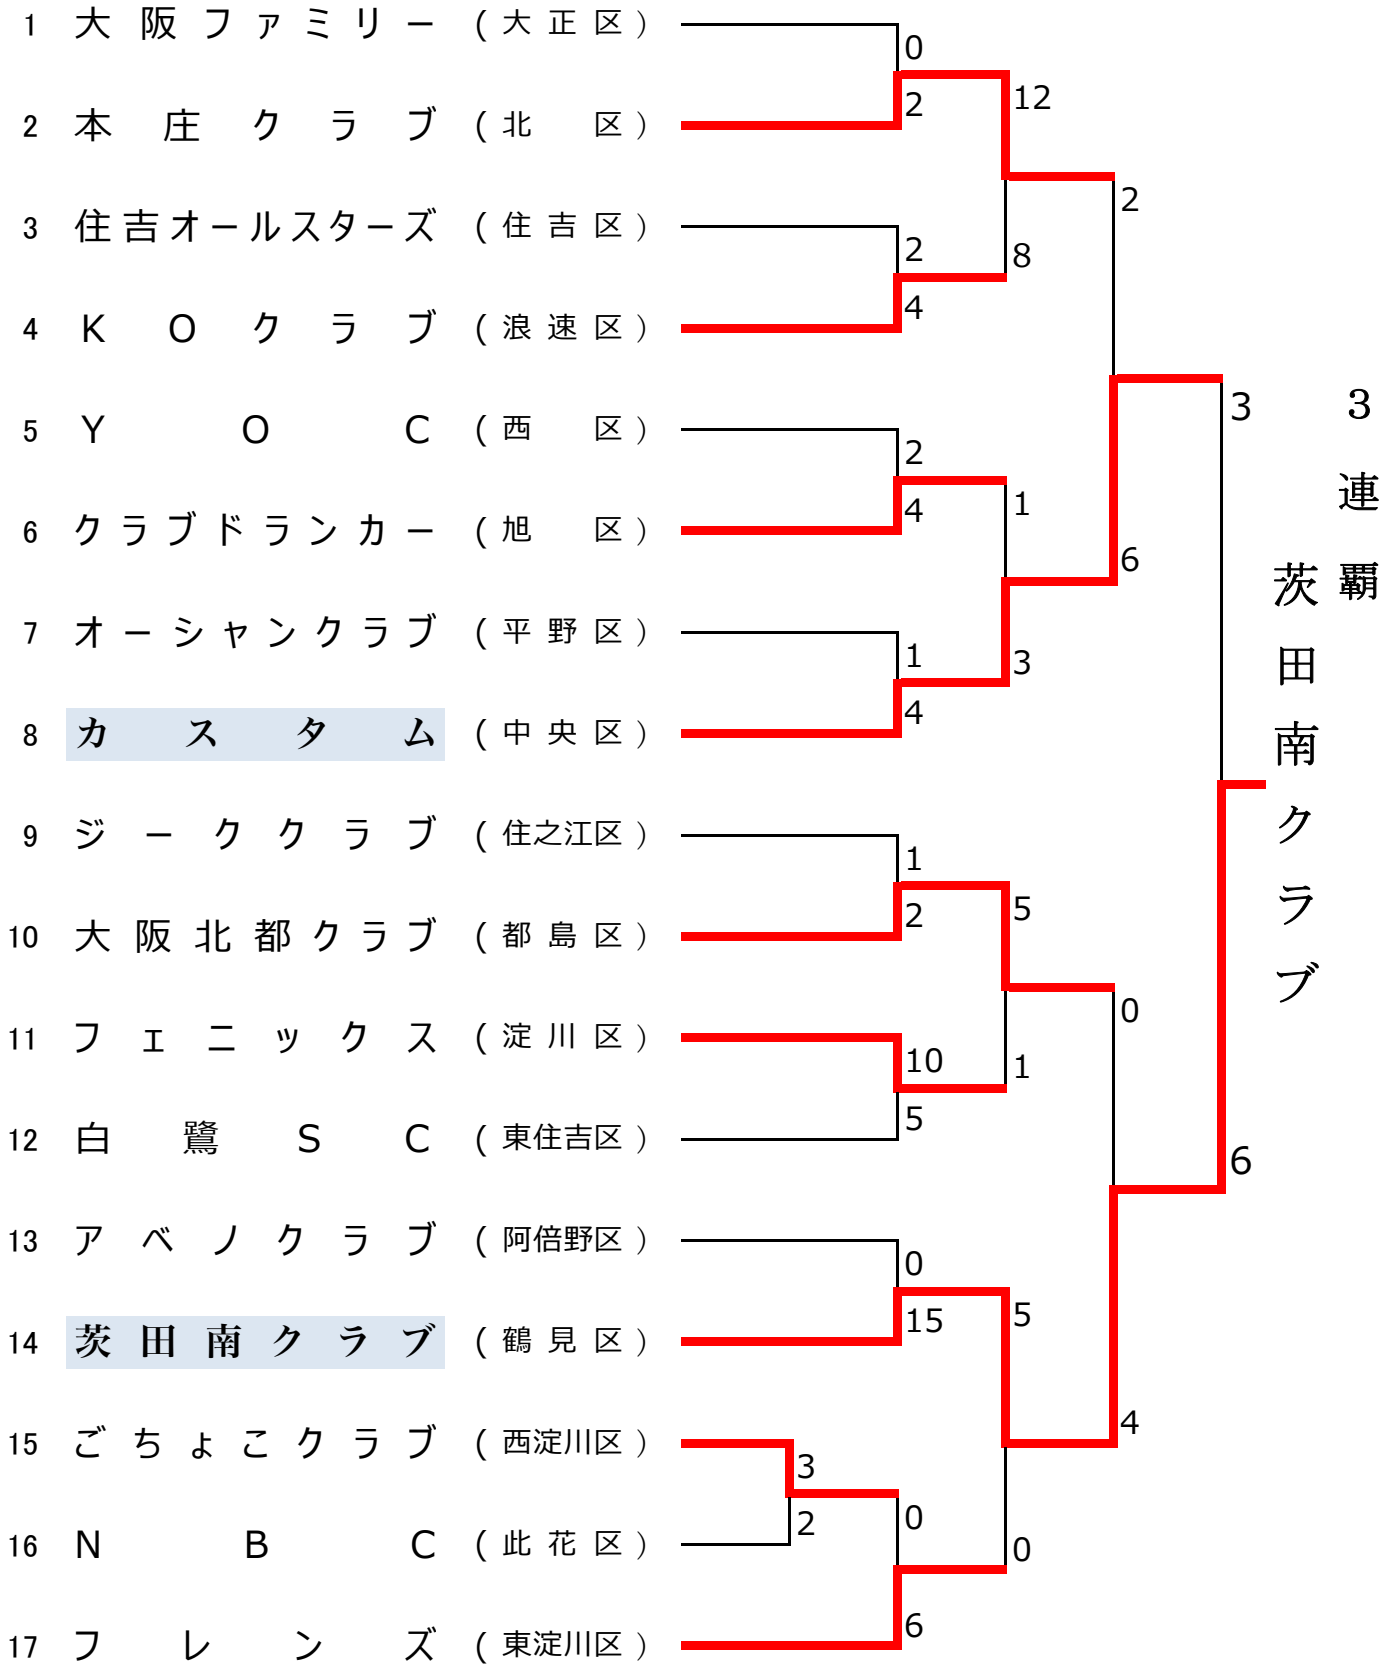 1 大阪ファミリー (大正区)
0
2 本庄クラブ (北 区)
2
12
3 住吉オールスターズ (住吉区)
2
2
8
4 KOクラブ (浪速区)
4
5 YOC (西 区)
3
2
6 クラブドランカー (旭 区)
4
1
6
7 オーシャンクラブ (平野区)
1
3
8 カスタム (中央区)
4
9 ジーククラブ (住之江区)
1
10 大阪北都クラブ (都島区)
2
5
11 フェニックス (淀川区)
10
0
1
12 白鷺SC (東住吉区)
5
13 アベノクラブ (阿倍野区)
6
0
14 茨田南クラブ (鶴見区)
15
5
15 ごちょこクラブ (西淀川区)
3
4
16 NBC (此花区)
2
0
0
17 フレンズ (東淀川区)
6
3連覇
茨田南クラブ